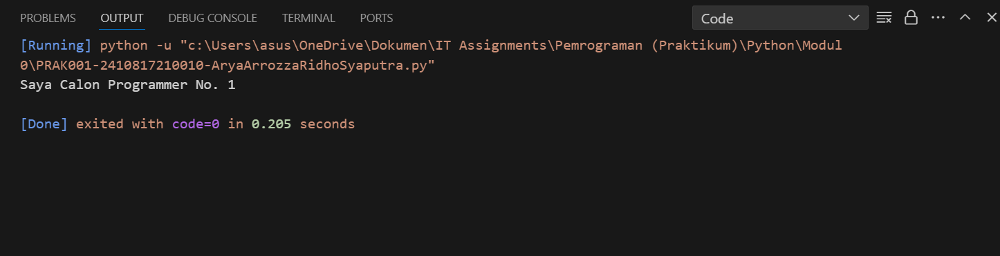 PROBLEMS OUTPUT DEBUG CONSOLE TERMINAL PORTS Code
[Running] python -u "c:\Users\asus\OneDrive\Dokumen\IT Assignments\Pemrograman (Praktikum)\Python\Modul
0\PRAK001-2410817210010-AryaArrozzaRidhoSyaputra.py"
Saya Calon Programmer No. 1
[Done] exited with code=0 in 0.205 seconds